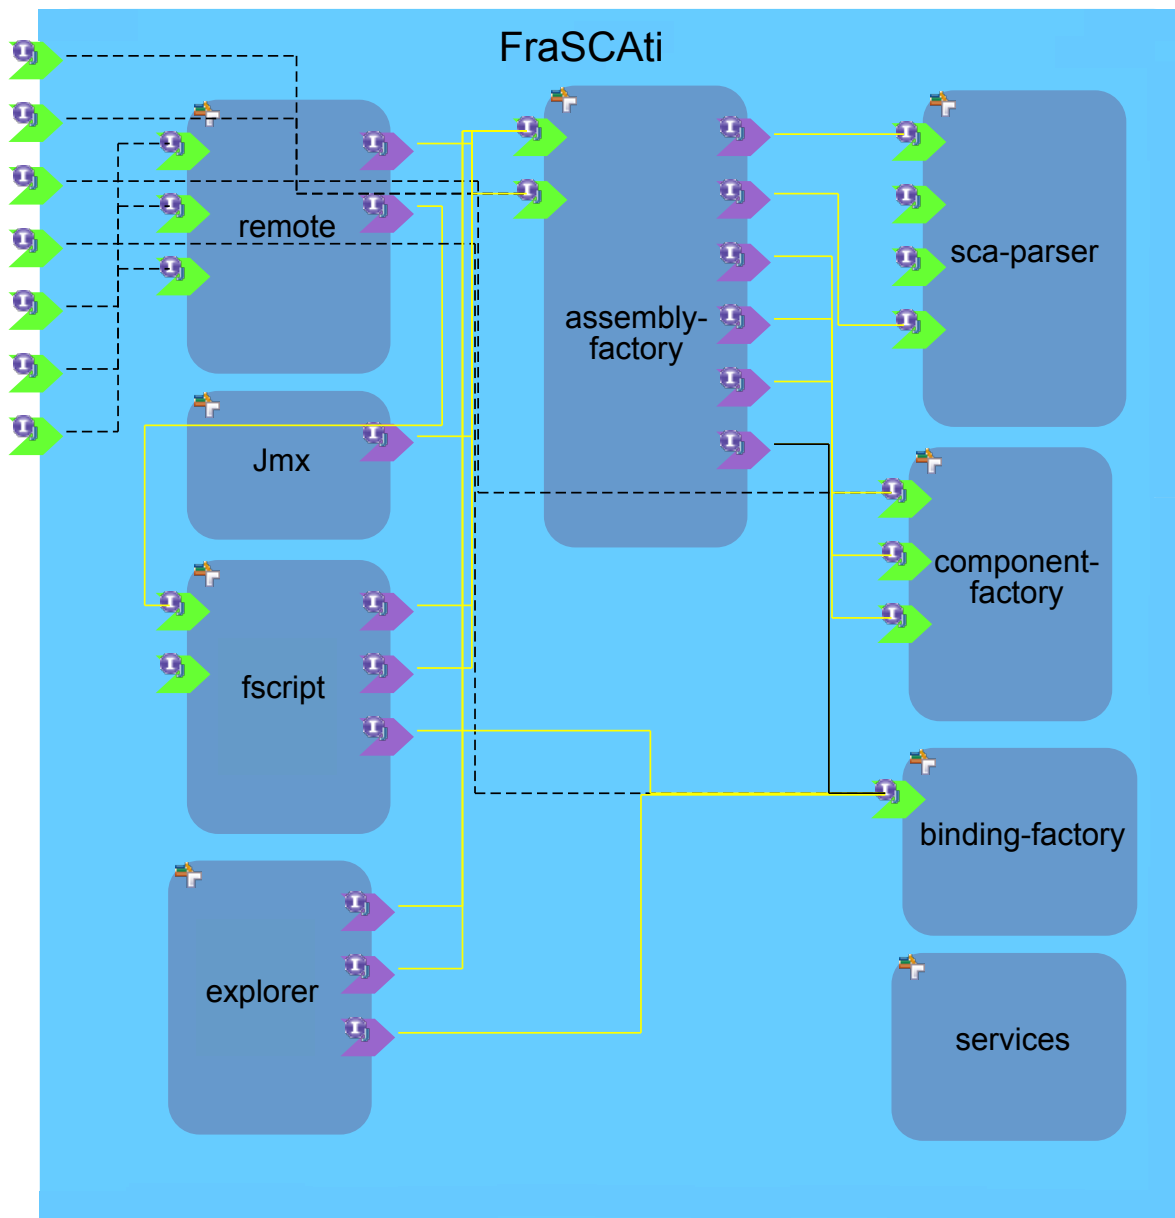 FraSCAti
remote
assembly-
factory
sca-parser
Jmx
component-
factory
fscript
binding-factory
explorer
services